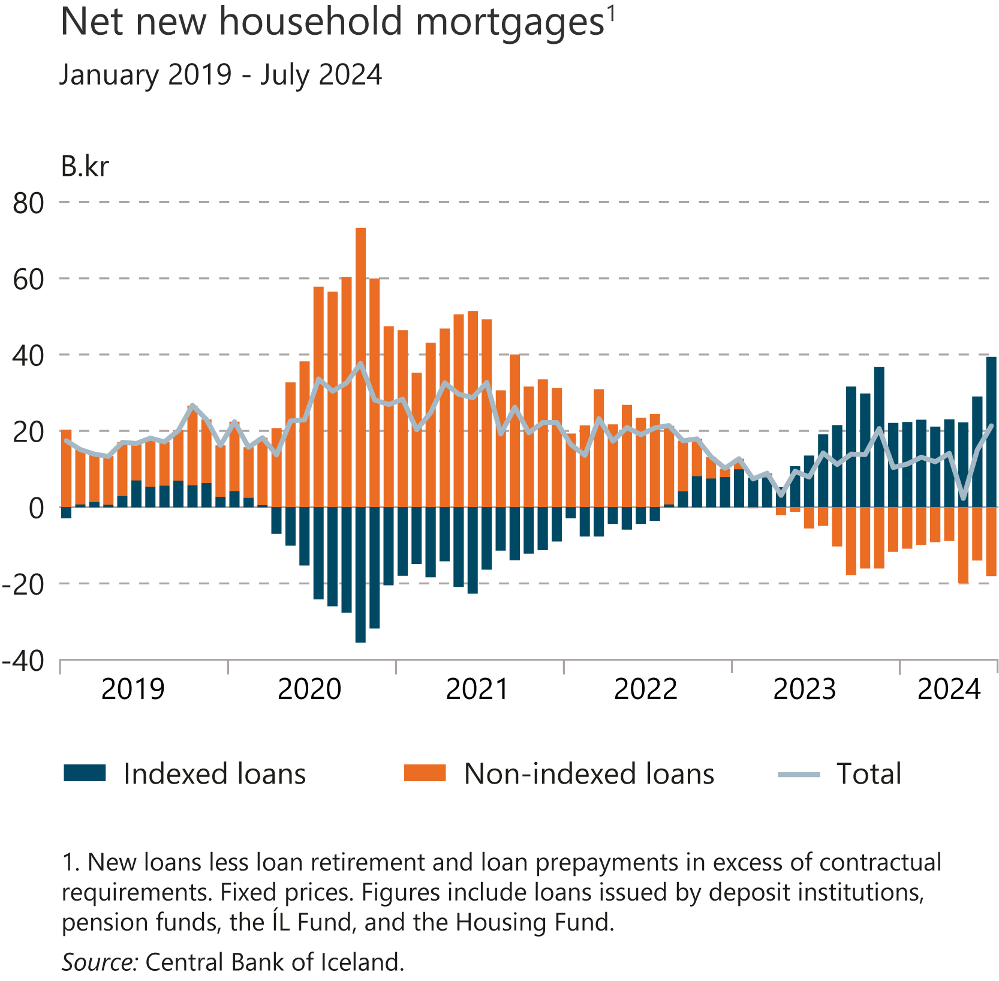 Net new household mortgages¹
January 2019 - July 2024
B.kr
80
60
40
20
0
-20
-40
2019 2020 2021 2022 2023 2024
Indexed loans Non-indexed loans Total
1. New loans less loan retirement and loan prepayments in excess of contractual
requirements. Fixed prices. Figures include loans issued by deposit institutions,
pension funds, the ÍL Fund, and the Housing Fund.
Source: Central Bank of Iceland.